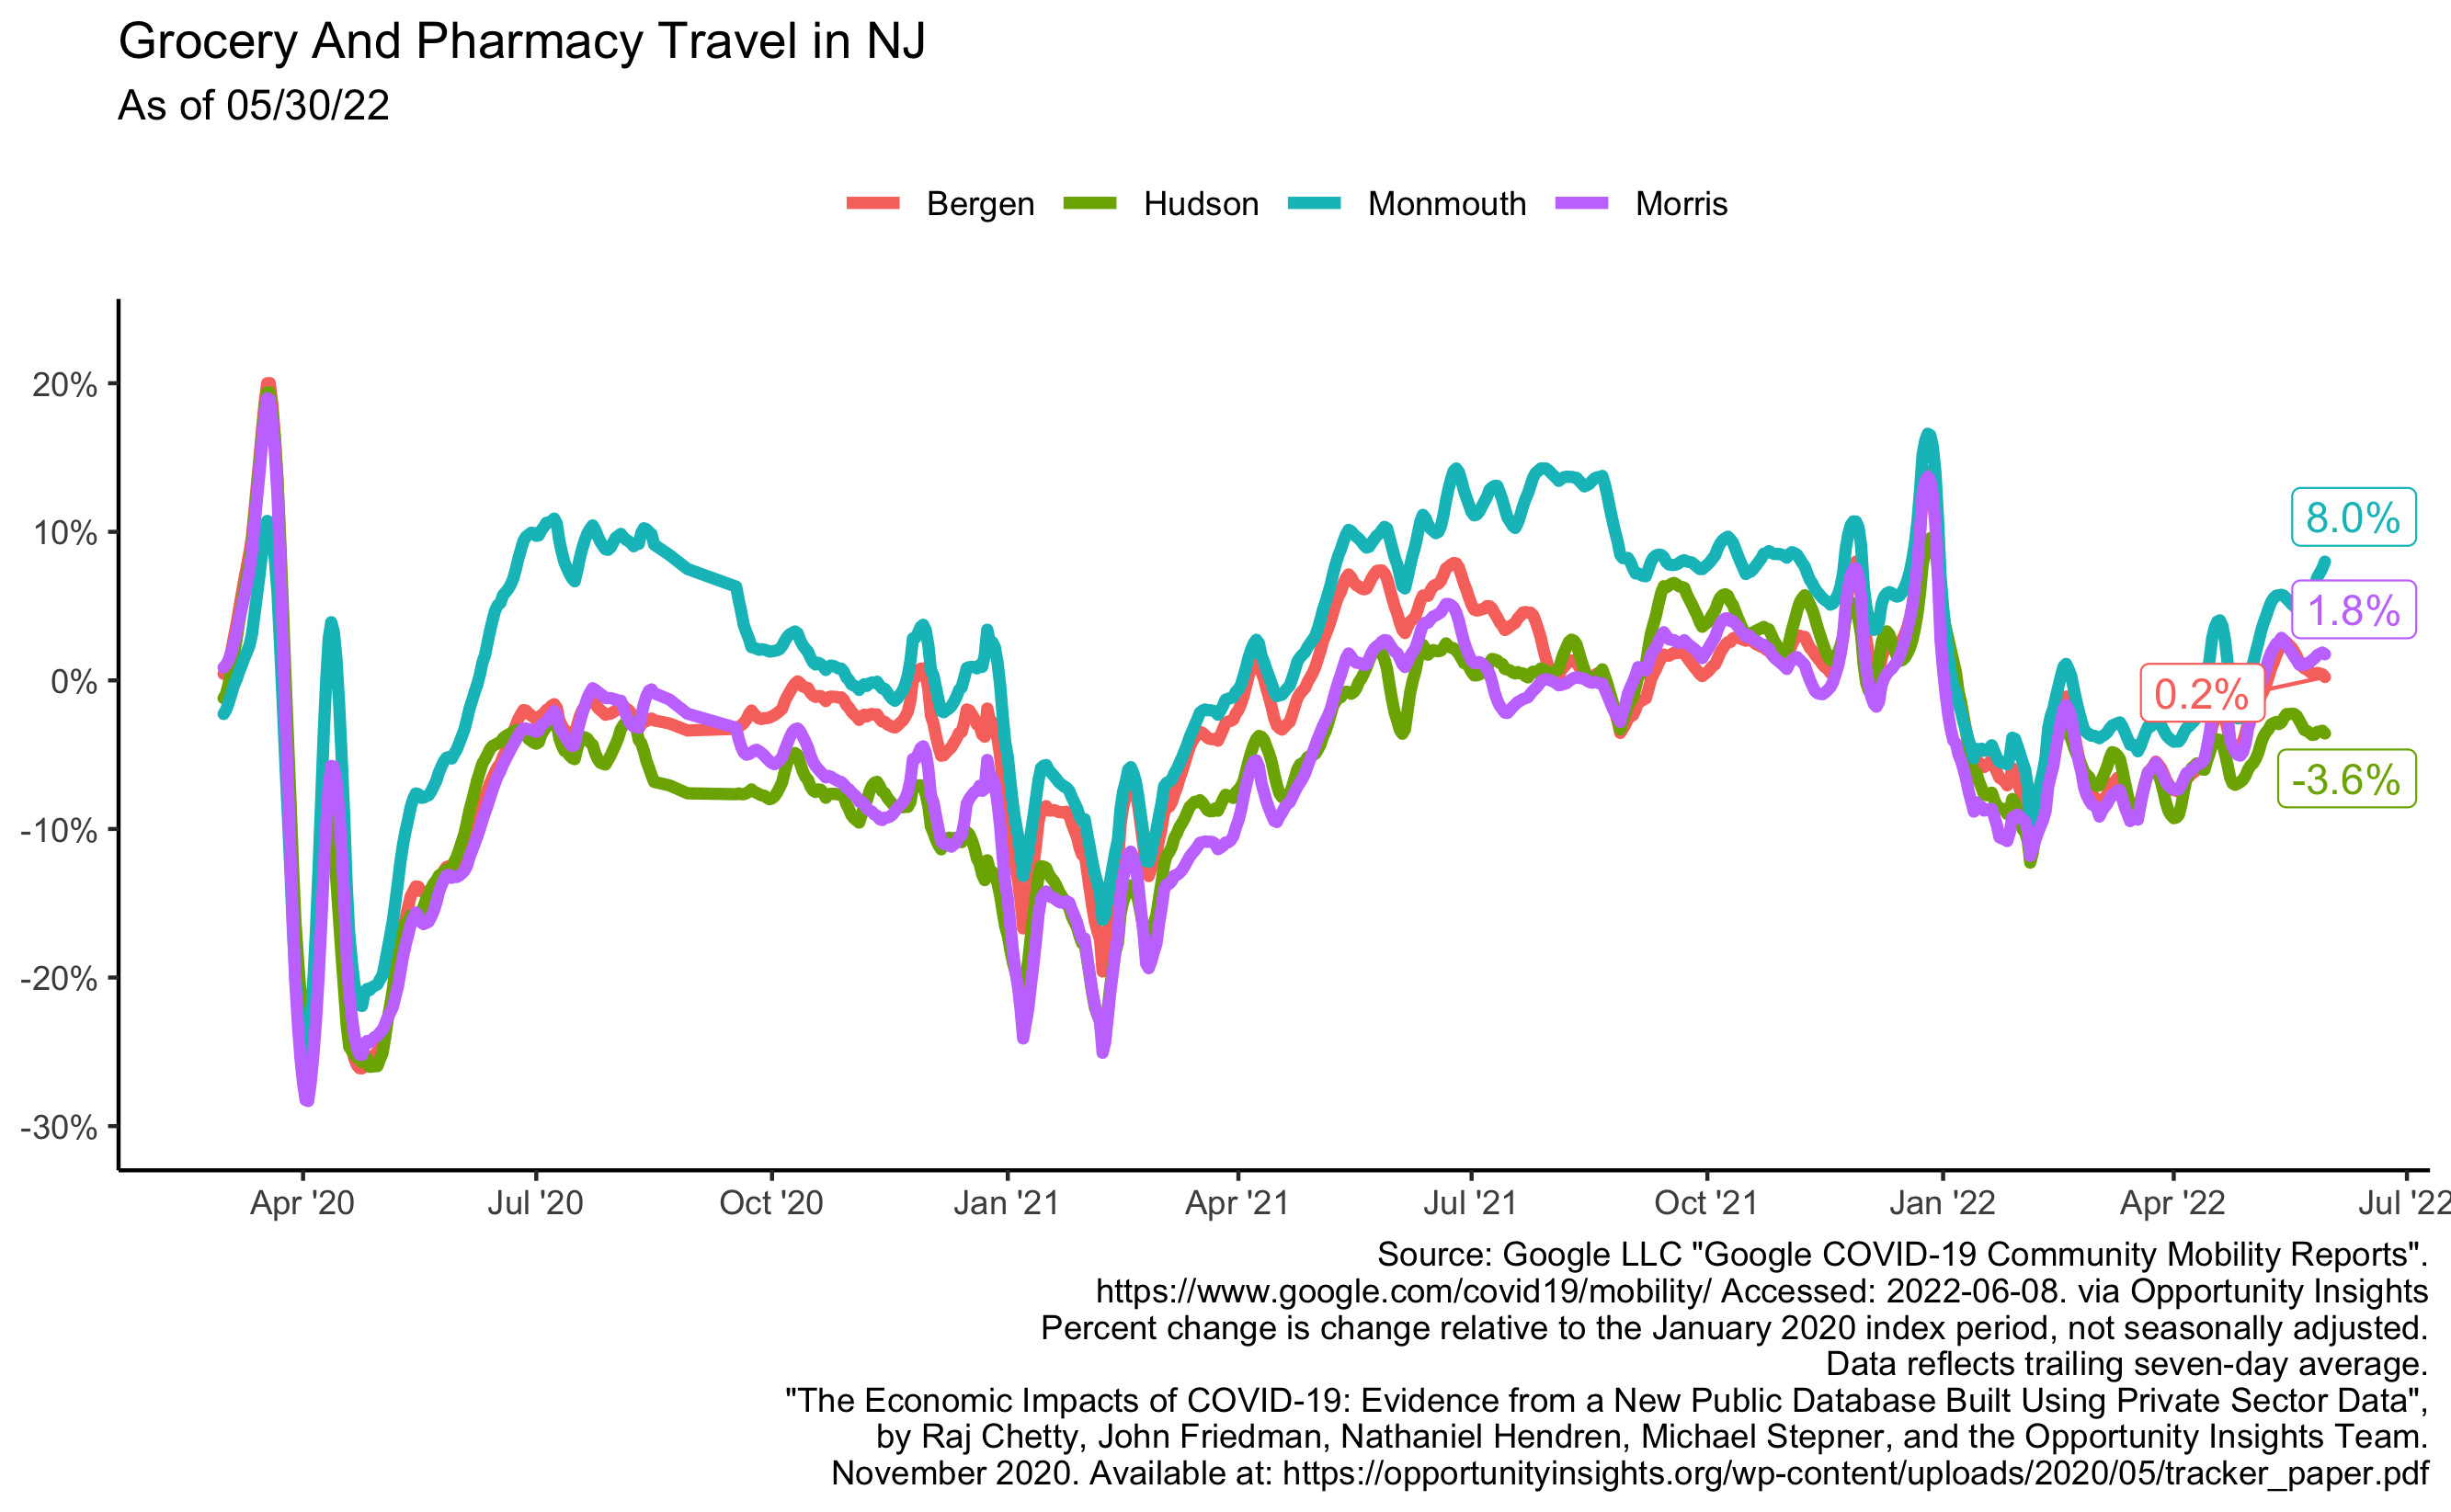 Grocery And Pharmacy Travel in NJ
As of 05/30/22
Bergen Hudson Monmouth Morris
20%
10%
0%
-10%
-20%
-30%
8.0%
1.8%
0.2%
-3.6%
Apr '20 Jul '20 Oct '20 Jan '21 Apr '21 Jul '21 Oct '21 Jan '22 Apr '22 Jul '22
Source: Google LLC "Google COVID-19 Community Mobility Reports".
https://www.google.com/covid19/mobility/ Accessed: 2022-06-08. via Opportunity Insights
Percent change is change relative to the January 2020 index period, not seasonally adjusted.
Data reflects trailing seven-day average.
"The Economic Impacts of COVID-19: Evidence from a New Public Database Built Using Private Sector Data",
by Raj Chetty, John Friedman, Nathaniel Hendren, Michael Stepner, and the Opportunity Insights Team.
November 2020. Available at: https://opportunityinsights.org/wp-content/uploads/2020/05/tracker_paper.pdf